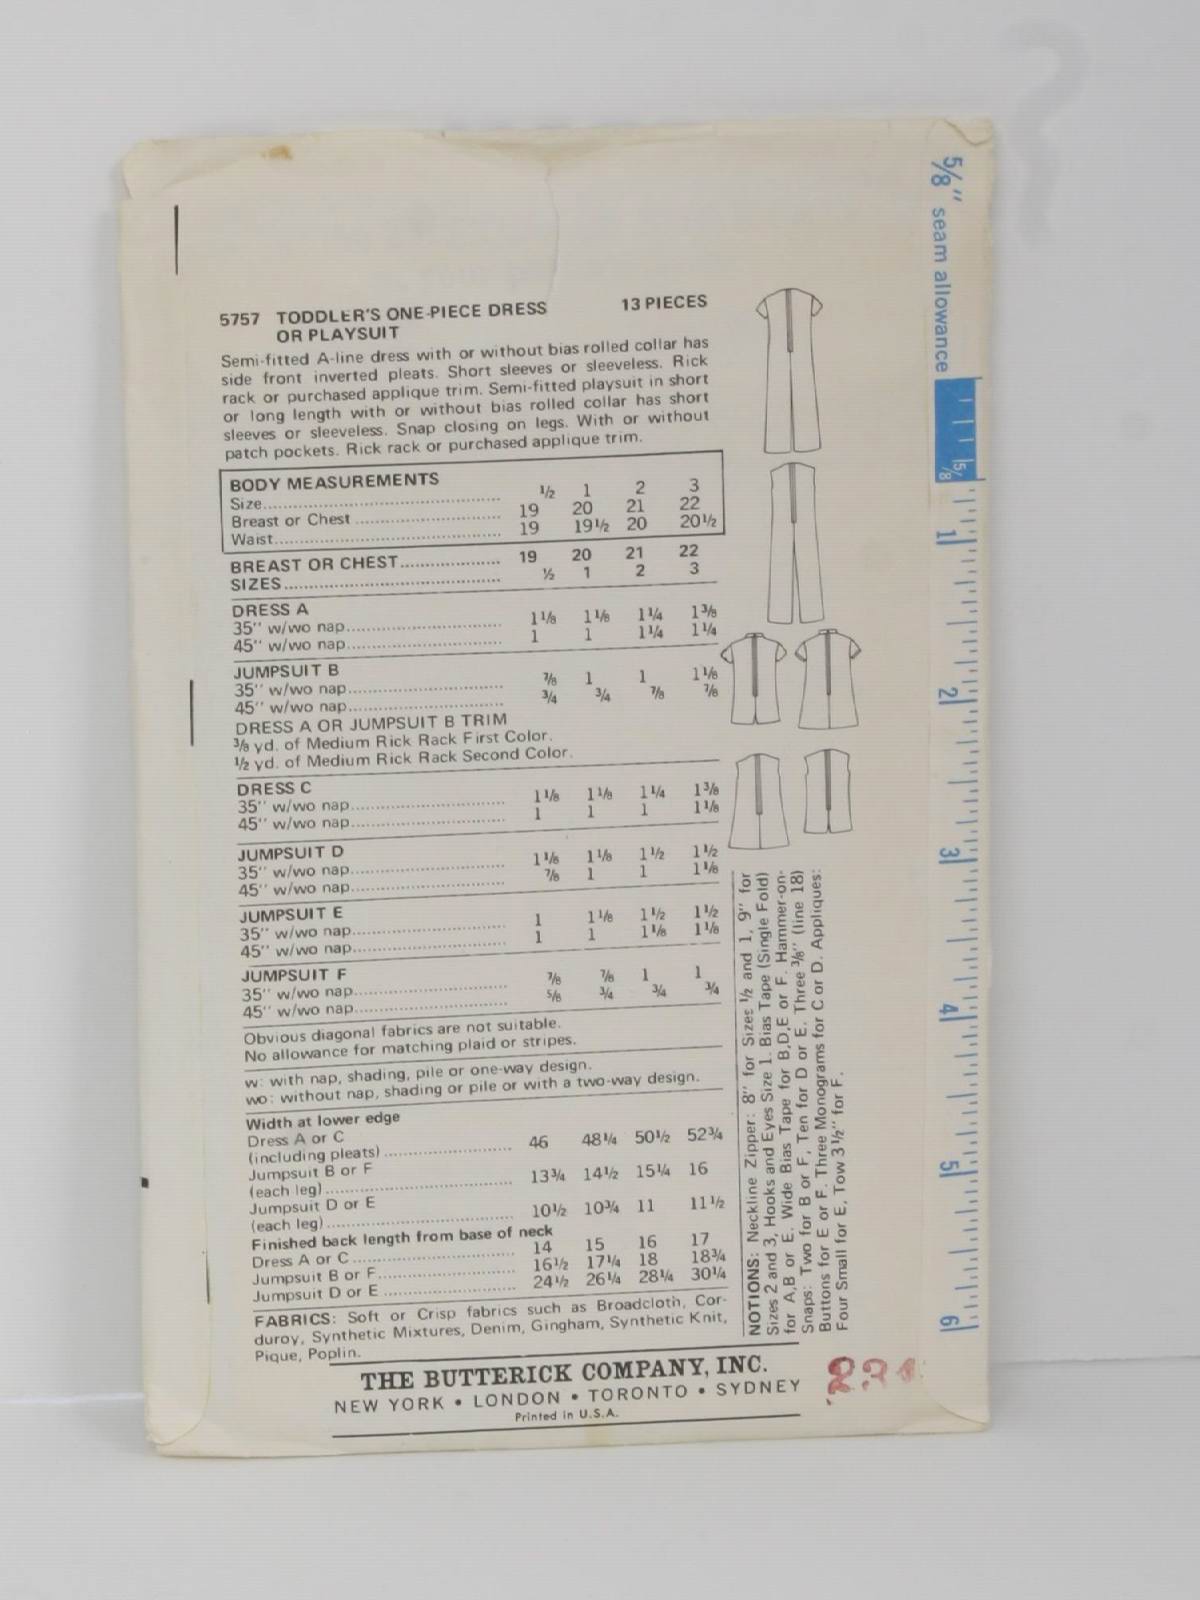 5757 TODDLER'S ONE-PIECE DRESS 13 PIECES
OR PLAYSUIT
Semi-fitted A-line dress with or without bias rolled collar has
side front inverted pleats. Short sleeves or sleeveless. Rick
rack or purchased applique trim. Semi-fitted playsuit in short
or long length with or without bias rolled collar has short
sleeves or sleeveless. Snap closing on legs. With or without
patch pockets. Rick rack or purchased applique trim.
BODY MEASUREMENTS
Size 1/2 1 2 3
Breast or Chest 19 20 21 22
Waist 19 19½ 20 20½
BREAST OR CHEST 19 20 21 22
SIZES ½ 1 2 3
DRESS A
35" w/wo nap 1⅛ 1⅛ 1¼ 1⅜
45" w/wo nap 1 1 1¼ 1¼
JUMPSUIT B
35" w/wo nap ⅞ 1 1 1⅛
45" w/wo nap ¾ ¾ ⅞ ⅞
DRESS A OR JUMPSUIT B TRIM
⅜ yd. of Medium Rick Rack First Color.
½ yd. of Medium Rick Rack Second Color.
DRESS C
35" w/wo nap 1⅛ 1⅛ 1¼ 1⅜
45" w/wo nap 1 1 1 1⅛
JUMPSUIT D
35" w/wo nap 1⅛ 1⅛ 1½ 1½
45" w/wo nap ⅞ 1 1 1⅛
JUMPSUIT E
35" w/wo nap 1 1⅛ 1½ 1½
45" w/wo nap 1 1 1⅛ 1⅛
JUMPSUIT F
35" w/wo nap ⅞ ⅞ 1 1
45" w/wo nap ⅝ ¾ ¾ ¾
Obvious diagonal fabrics are not suitable.
No allowance for matching plaid or stripes.
w: with nap, shading, pile or one-way design.
wo: without nap, shading or pile or with a two-way design.
Width at lower edge
Dress A or C
(including pleats) 46 48¼ 50½ 52¾
Jumpsuit B or F
(each leg) 13¾ 14½ 15¼ 16
Jumpsuit D or E
(each leg) 10½ 10¾ 11 11½
Finished back length from base of neck
Dress A or C 14 15 16 17
Jumpsuit B or F 16½ 17¼ 18 18¾
Jumpsuit D or E 24½ 26¼ 28¼ 30¼
FABRICS: Soft or Crisp fabrics such as Broadcloth, Cor-
duroy, Synthetic Mixtures, Denim, Gingham, Synthetic Knit,
Pique, Poplin.
NOTIONS: Neckline Zipper: 8" for Sizes ½ and 1, 9" for
Sizes 2 and 3, Hooks and Eyes Size 1. Bias Tape (Single Fold)
for A,B or E. Wide Bias Tape for B,D,E or F. Hammer-on-
Snaps: Two for B or F, Ten for D or E. Three ⅜" (line 18)
Buttons for E or F. Three Monograms for C or D. Appliques:
Four Small for E, Tow 3½" for F.
THE BUTTERICK COMPANY, INC.
NEW YORK • LONDON • TORONTO • SYDNEY
Printed in U.S.A.
5/8" seam allowance
5/8
1
2
3
4
5
6